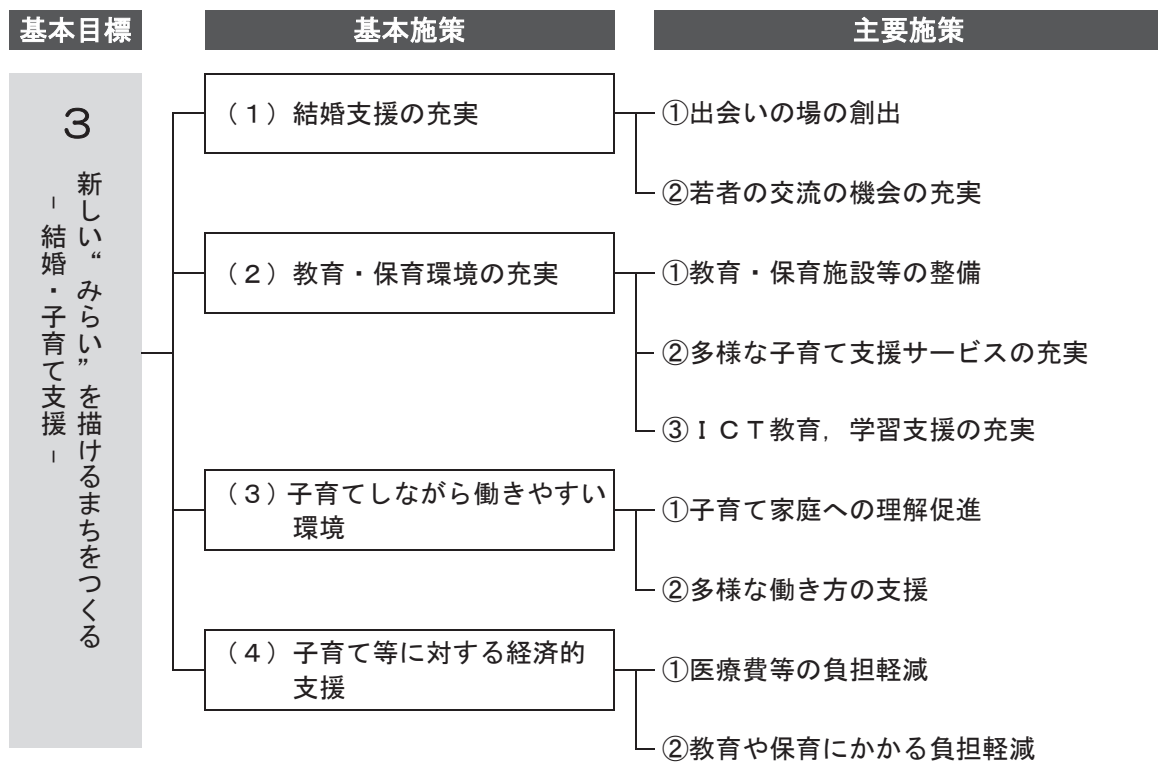 基本目標
基本施策
主要施策
3
新しい“みらい”を描けるまちをつくる
－結婚・子育て支援－
（１）結婚支援の充実
①出会いの場の創出
②若者の交流の機会の充実
（２）教育・保育環境の充実
①教育・保育施設等の整備
②多様な子育て支援サービスの充実
③ＩＣＴ教育，学習支援の充実
（３）子育てしながら働きやすい
環境
①子育て家庭への理解促進
②多様な働き方の支援
（４）子育て等に対する経済的
支援
①医療費等の負担軽減
②教育や保育にかかる負担軽減